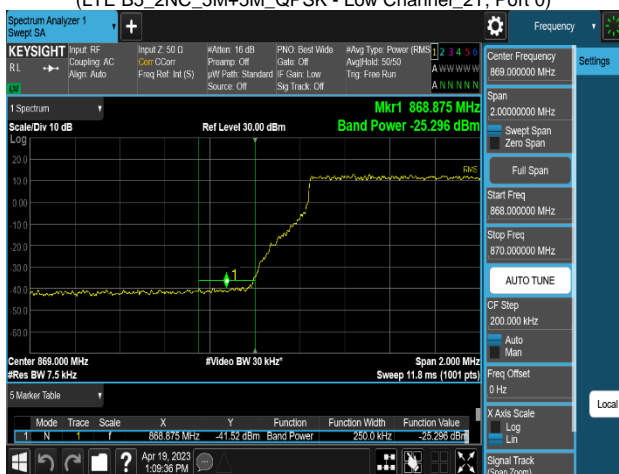 (LTE B5_2NC_5M+5M_QPSK - Low Channel_2T, Port 0)
Spectrum Analyzer 1
Swept SA
+
Frequency
KEYSIGHT
RL
Input: RF
Coupling: AC
Align: Auto
Input Z: 50 Ω
Corr CCorr
Freq Ref: Int (S)
#Atten: 16 dB
Preamp: Off
µW Path: Standard
Source: Off
PNO: Best Wide
Gate: Off
IF Gain: Low
Sig Track: Off
#Avg Type: Power (RMS
Avg|Hold: 50/50
Trig: Free Run
1 2 3 4 5 6
A W W W W W
A N N N N N
1 Spectrum
Scale/Div 10 dB
Ref Level 30.00 dBm
Mkr1 868.875 MHz
Band Power -25.296 dBm
Log
20.0
10.0
0.00
-10.0
-20.0
-30.0
-40.0
-50.0
-60.0
RMS
1
Center 869.000 MHz
#Video BW 30 kHz*
Span 2.000 MHz
#Res BW 7.5 kHz
Sweep 11.8 ms (1001 pts)
5 Marker Table
Mode Trace Scale X Y Function Function Width Function Value
1 N 1 f 868.875 MHz -41.52 dBm Band Power 250.0 kHz -25.296 dBm
?
Apr 19, 2023
1:09:36 PM
Center Frequency
869.000000 MHz
Settings
Span
2.00000000 MHz
Swept Span
Zero Span
Full Span
Start Freq
868.000000 MHz
Stop Freq
870.000000 MHz
AUTO TUNE
CF Step
200.000 kHz
Auto
Man
Freq Offset
0 Hz
Local
X Axis Scale
Log
Lin
Signal Track
(Span Zoom)